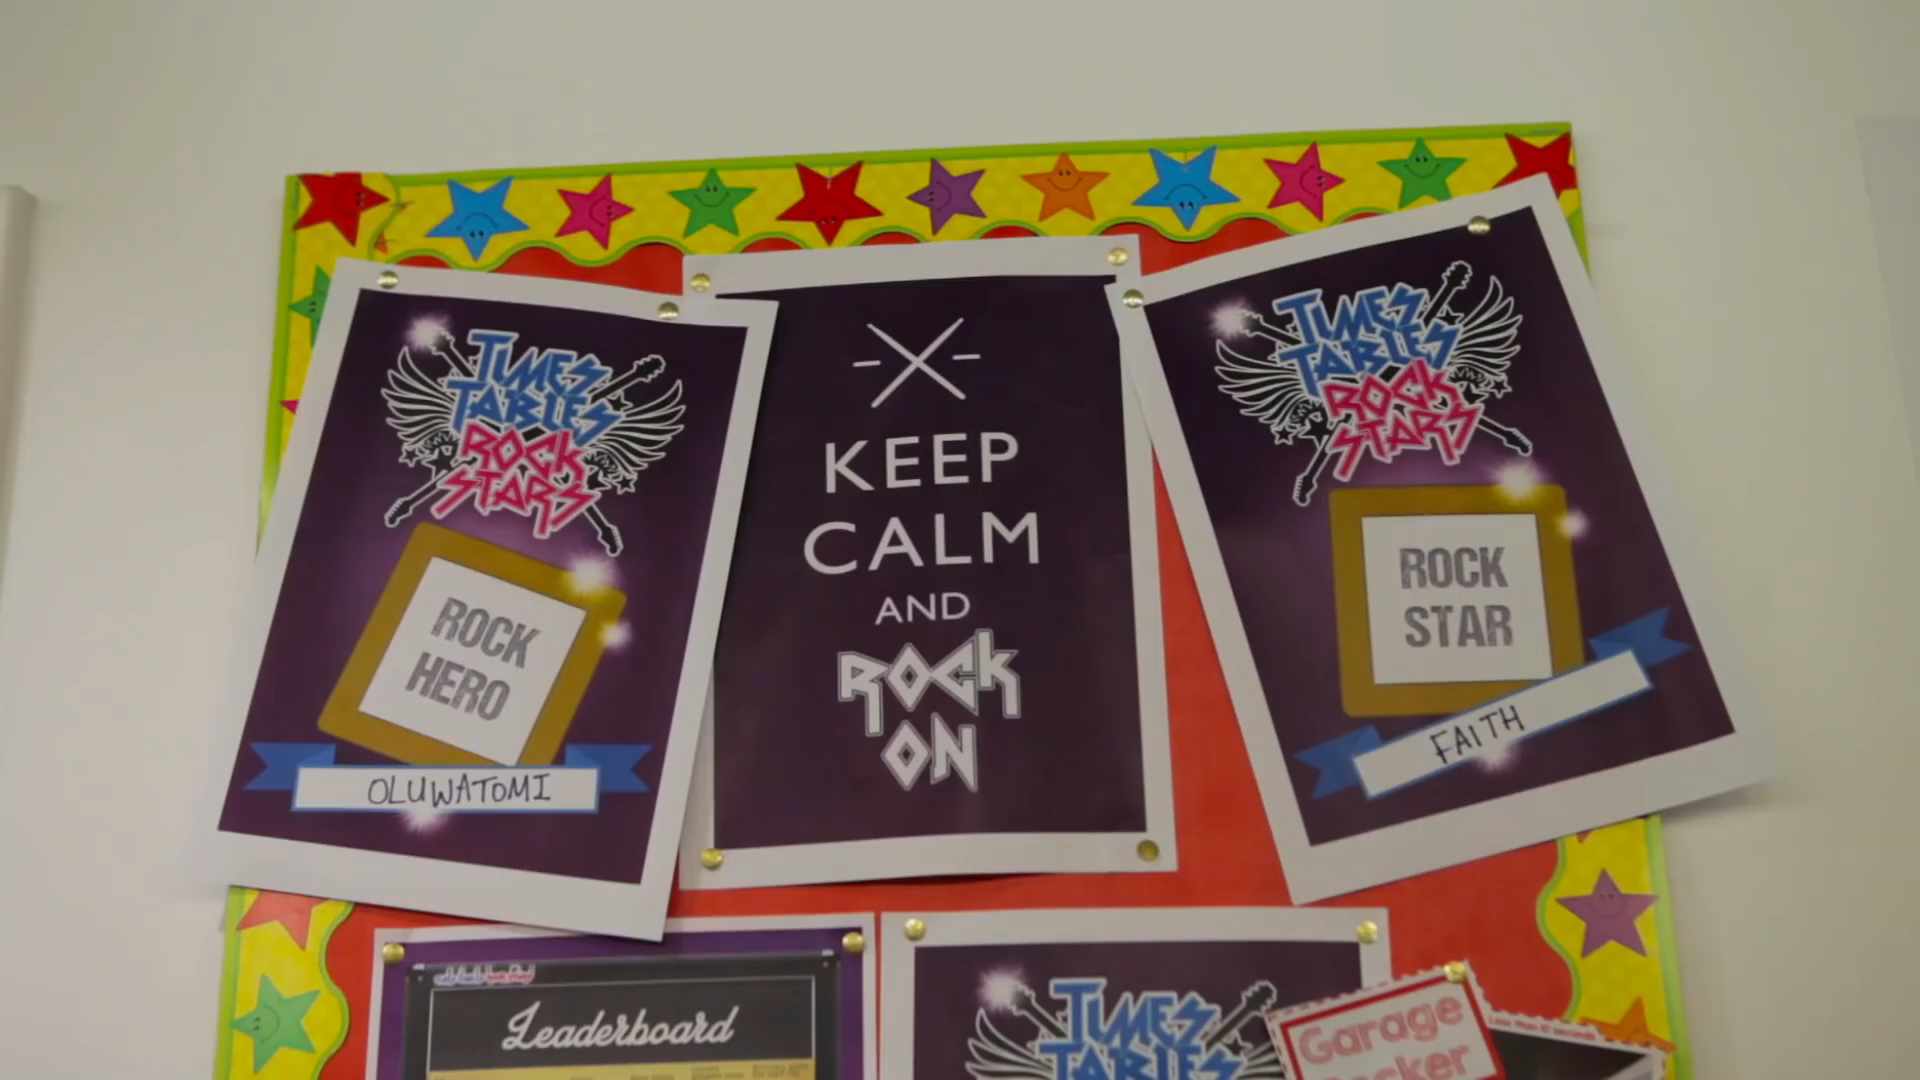 TIMES
TABLES
ROCK
STARS
ROCK
HERO
OLUWATOMI
KEEP
CALM
AND
ROCK
ON
TIMES
TABLES
ROCK
STARS
ROCK
STAR
FAITH
Leaderboard
TIMES
TABLES
Garage